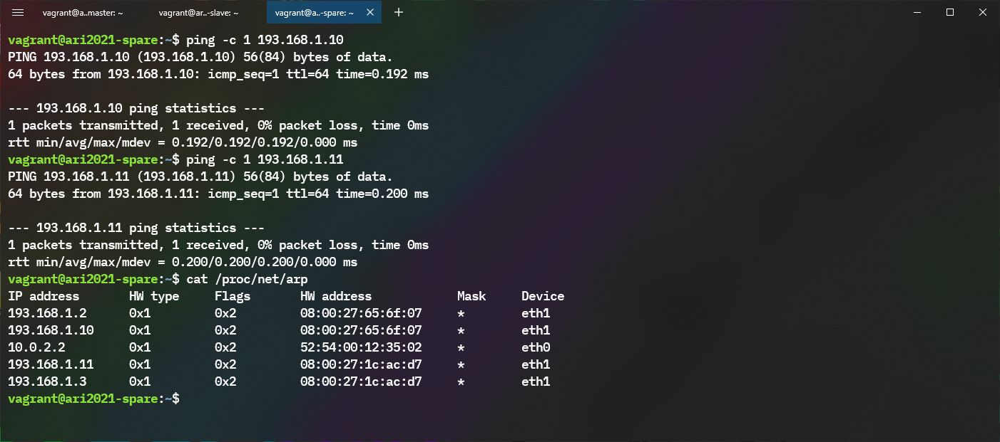 vagrant@a..master: ~
vagrant@ar..-slave: ~
vagrant@a..-spare: ~
vagrant@ari2021-spare:~$ ping -c 1 193.168.1.10
PING 193.168.1.10 (193.168.1.10) 56(84) bytes of data.
64 bytes from 193.168.1.10: icmp_seq=1 ttl=64 time=0.192 ms
--- 193.168.1.10 ping statistics ---
1 packets transmitted, 1 received, 0% packet loss, time 0ms
rtt min/avg/max/mdev = 0.192/0.192/0.192/0.000 ms
vagrant@ari2021-spare:~$ ping -c 1 193.168.1.11
PING 193.168.1.11 (193.168.1.11) 56(84) bytes of data.
64 bytes from 193.168.1.11: icmp_seq=1 ttl=64 time=0.200 ms
--- 193.168.1.11 ping statistics ---
1 packets transmitted, 1 received, 0% packet loss, time 0ms
rtt min/avg/max/mdev = 0.200/0.200/0.200/0.000 ms
vagrant@ari2021-spare:~$ cat /proc/net/arp
IP address       HW type     Flags       HW address            Mask     Device
193.168.1.2      0x1         0x2         08:00:27:65:6f:07     *        eth1
193.168.1.10     0x1         0x2         08:00:27:65:6f:07     *        eth1
10.0.2.2         0x1         0x2         52:54:00:12:35:02     *        eth0
193.168.1.11     0x1         0x2         08:00:27:1c:ac:d7     *        eth1
193.168.1.3      0x1         0x2         08:00:27:1c:ac:d7     *        eth1
vagrant@ari2021-spare:~$